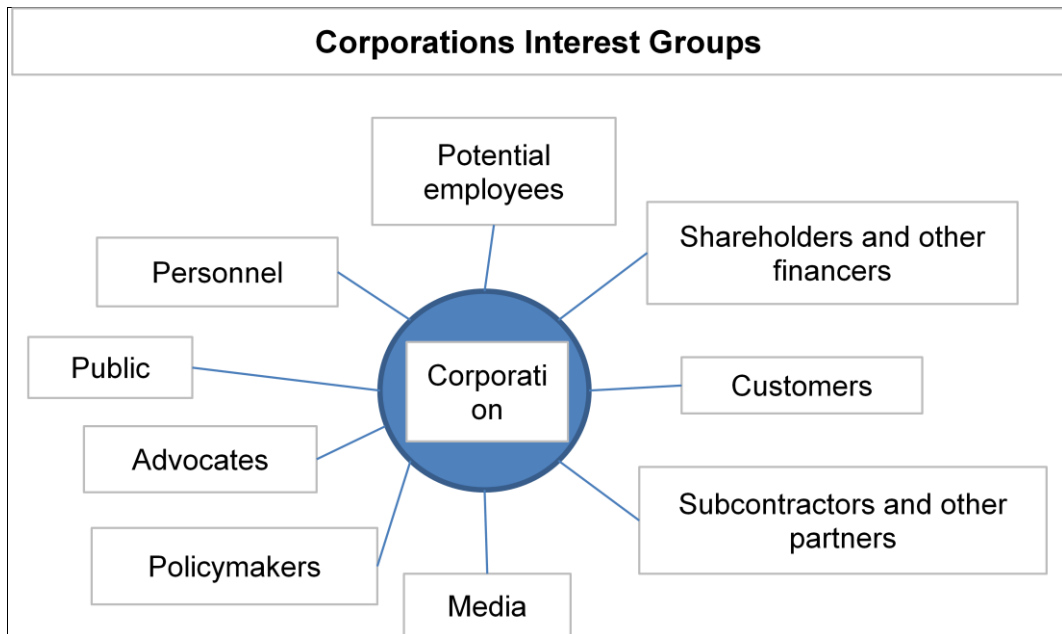 Corporations Interest Groups
Potential
employees
Shareholders and other
financers
Personnel
Public
Corporati
on
Customers
Advocates
Subcontractors and other
partners
Policymakers
Media